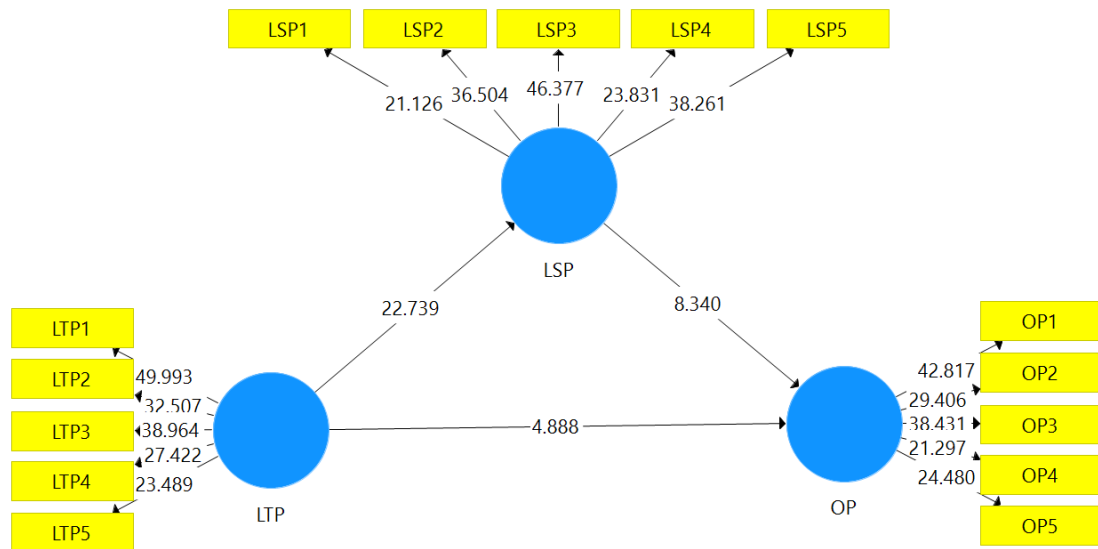 LSP1 LSP2 LSP3 LSP4 LSP5
21.126 36.504 46.377 23.831 38.261
LSP
22.739
8.340
LTP1
LTP2
LTP3
LTP4
LTP5
49.993
32.507
38.964
27.422
23.489
LTP
4.888
OP
42.817
29.406
38.431
21.297
24.480
OP1
OP2
OP3
OP4
OP5